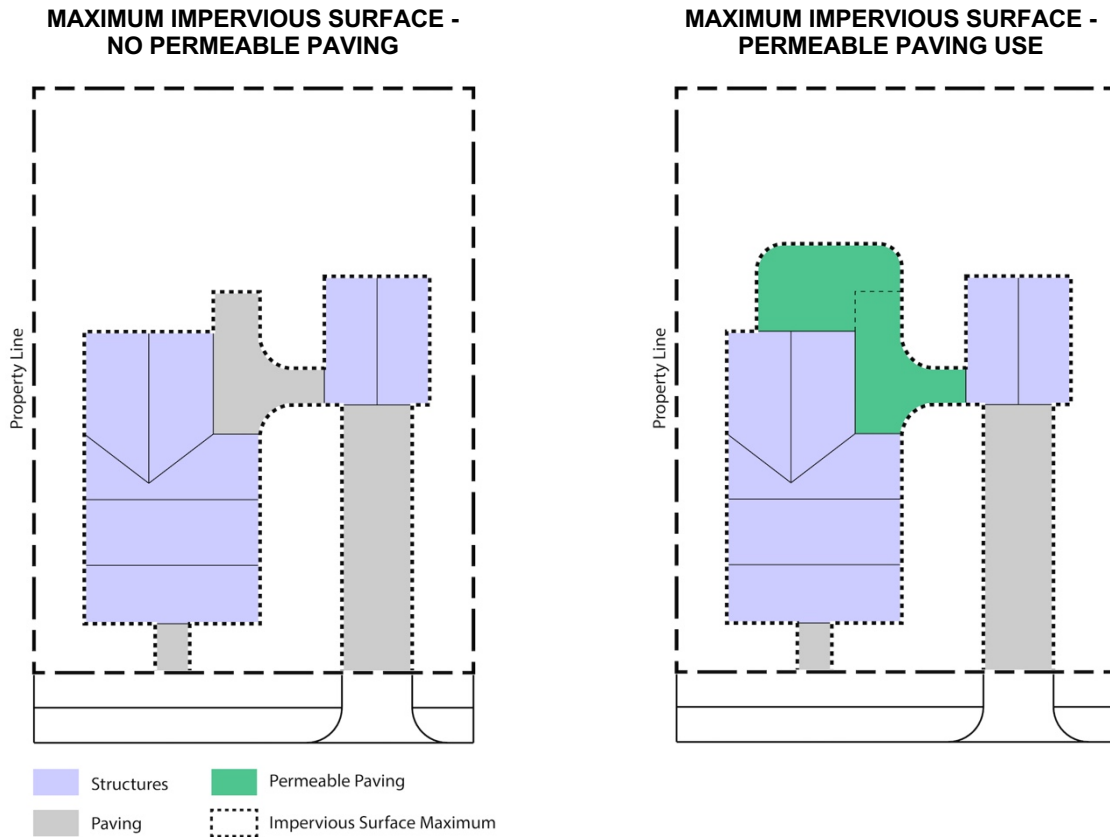 MAXIMUM IMPERVIOUS SURFACE -
NO PERMEABLE PAVING
MAXIMUM IMPERVIOUS SURFACE -
PERMEABLE PAVING USE
Property Line
Property Line
Structures
Permeable Paving
Paving
Impervious Surface Maximum